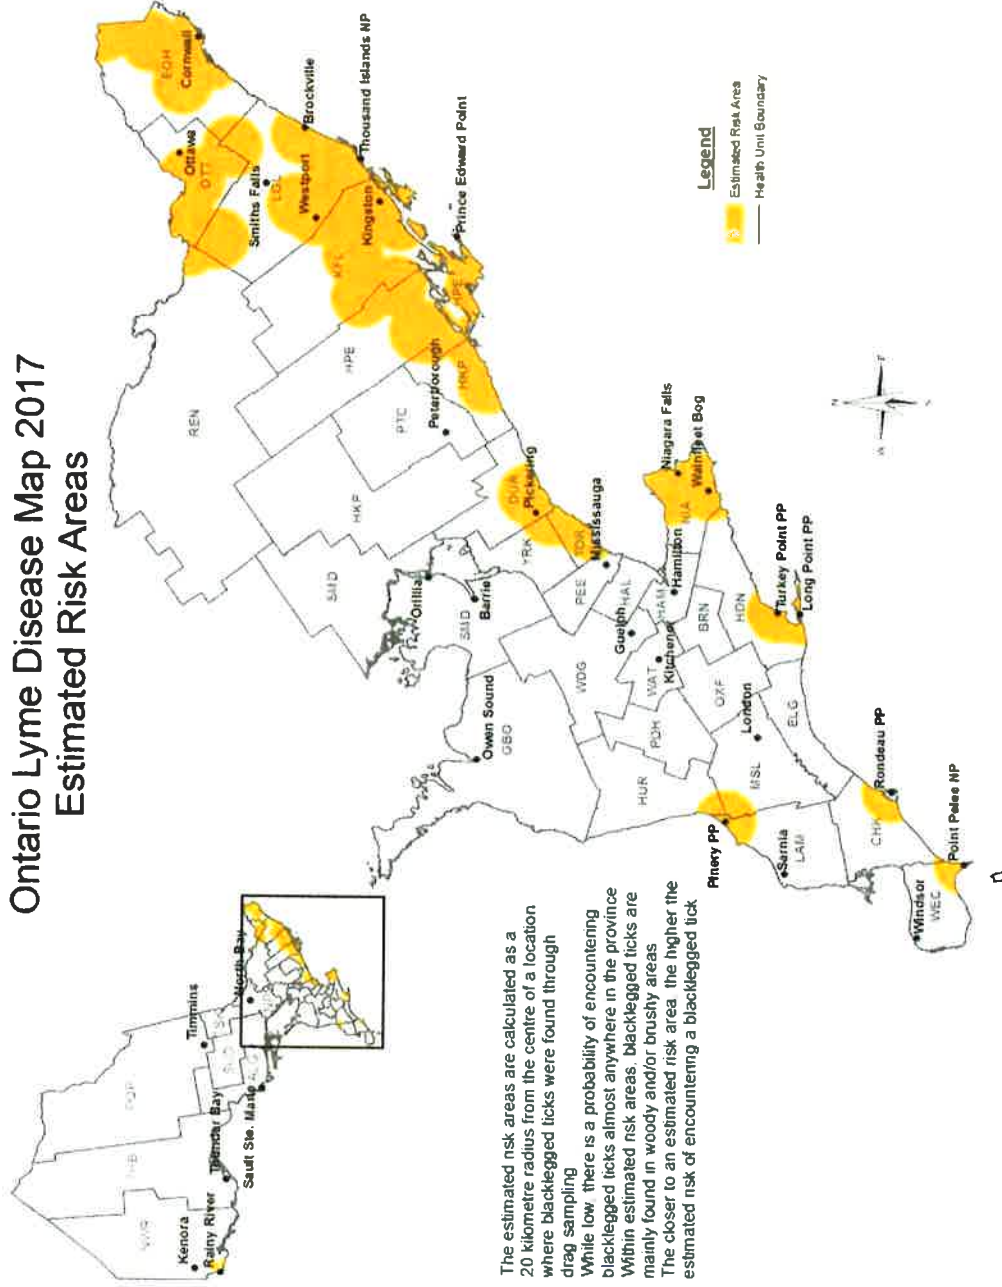 Ontario Lyme Disease Map 2017
Estimated Risk Areas
Kenora
Rainy River
Thunder Bay
Sault Ste. Marie
Timmins
North Bay
NWR
THB
PQR
ALG
The estimated risk areas are calculated as a
20 kilometre radius from the centre of a location
where blacklegged ticks were found through
drag sampling
While low, there is a probability of encountering
blacklegged ticks almost anywhere in the province
Within estimated risk areas, blacklegged ticks are
mainly found in woody and/or brushy areas
The closer to an estimated risk area, the higher the
estimated risk of encountering a blacklegged tick
REN
OTT
Ottawa
EOH
Cornwall
Smiths Falls
LGL
Brockville
Westport
Thousand Islands NP
KFL
Kingston
HPE
Prince Edward Point
HPE
HKP
PTC
Peterborough
HKP
SMD
Orillia
Barrie
SMD
YRK
DUR
Pickering
TOR
Mississauga
PEE
HAL
Guelph
HAM
Hamilton
Niagara Falls
NIA
Wainfleet Bog
Owen Sound
GBO
WDG
WAT
Kitchener
BRN
HDN
Turkey Point PP
Long Point PP
HUR
PDH
OXF
London
MSL
ELG
Pinery PP
Sarnia
LAM
CHK
Rondeau PP
Windsor
WEC
Point Pelee NP
Legend
Estimated Risk Area
Health Unit Boundary
N
E
S
W